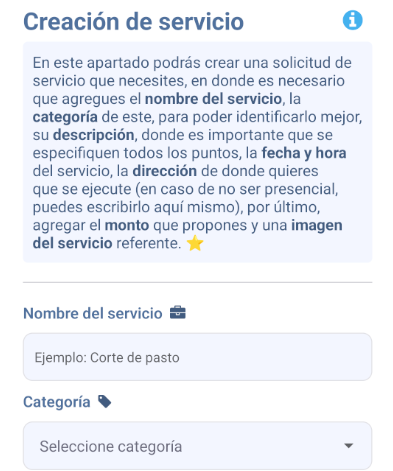 Creación de servicio
En este apartado podrás crear una solicitud de
servicio que necesites, en donde es necesario
que agregues el nombre del servicio, la
categoría de este, para poder identificarlo mejor,
su descripción, donde es importante que se
especifiquen todos los puntos, la fecha y hora
del servicio, la dirección de donde quieres
que se ejecute (en caso de no ser presencial,
puedes escribirlo aquí mismo), por último,
agregar el monto que propones y una imagen
del servicio referente. ⭐
Nombre del servicio
Ejemplo: Corte de pasto
Categoría
Seleccione categoría